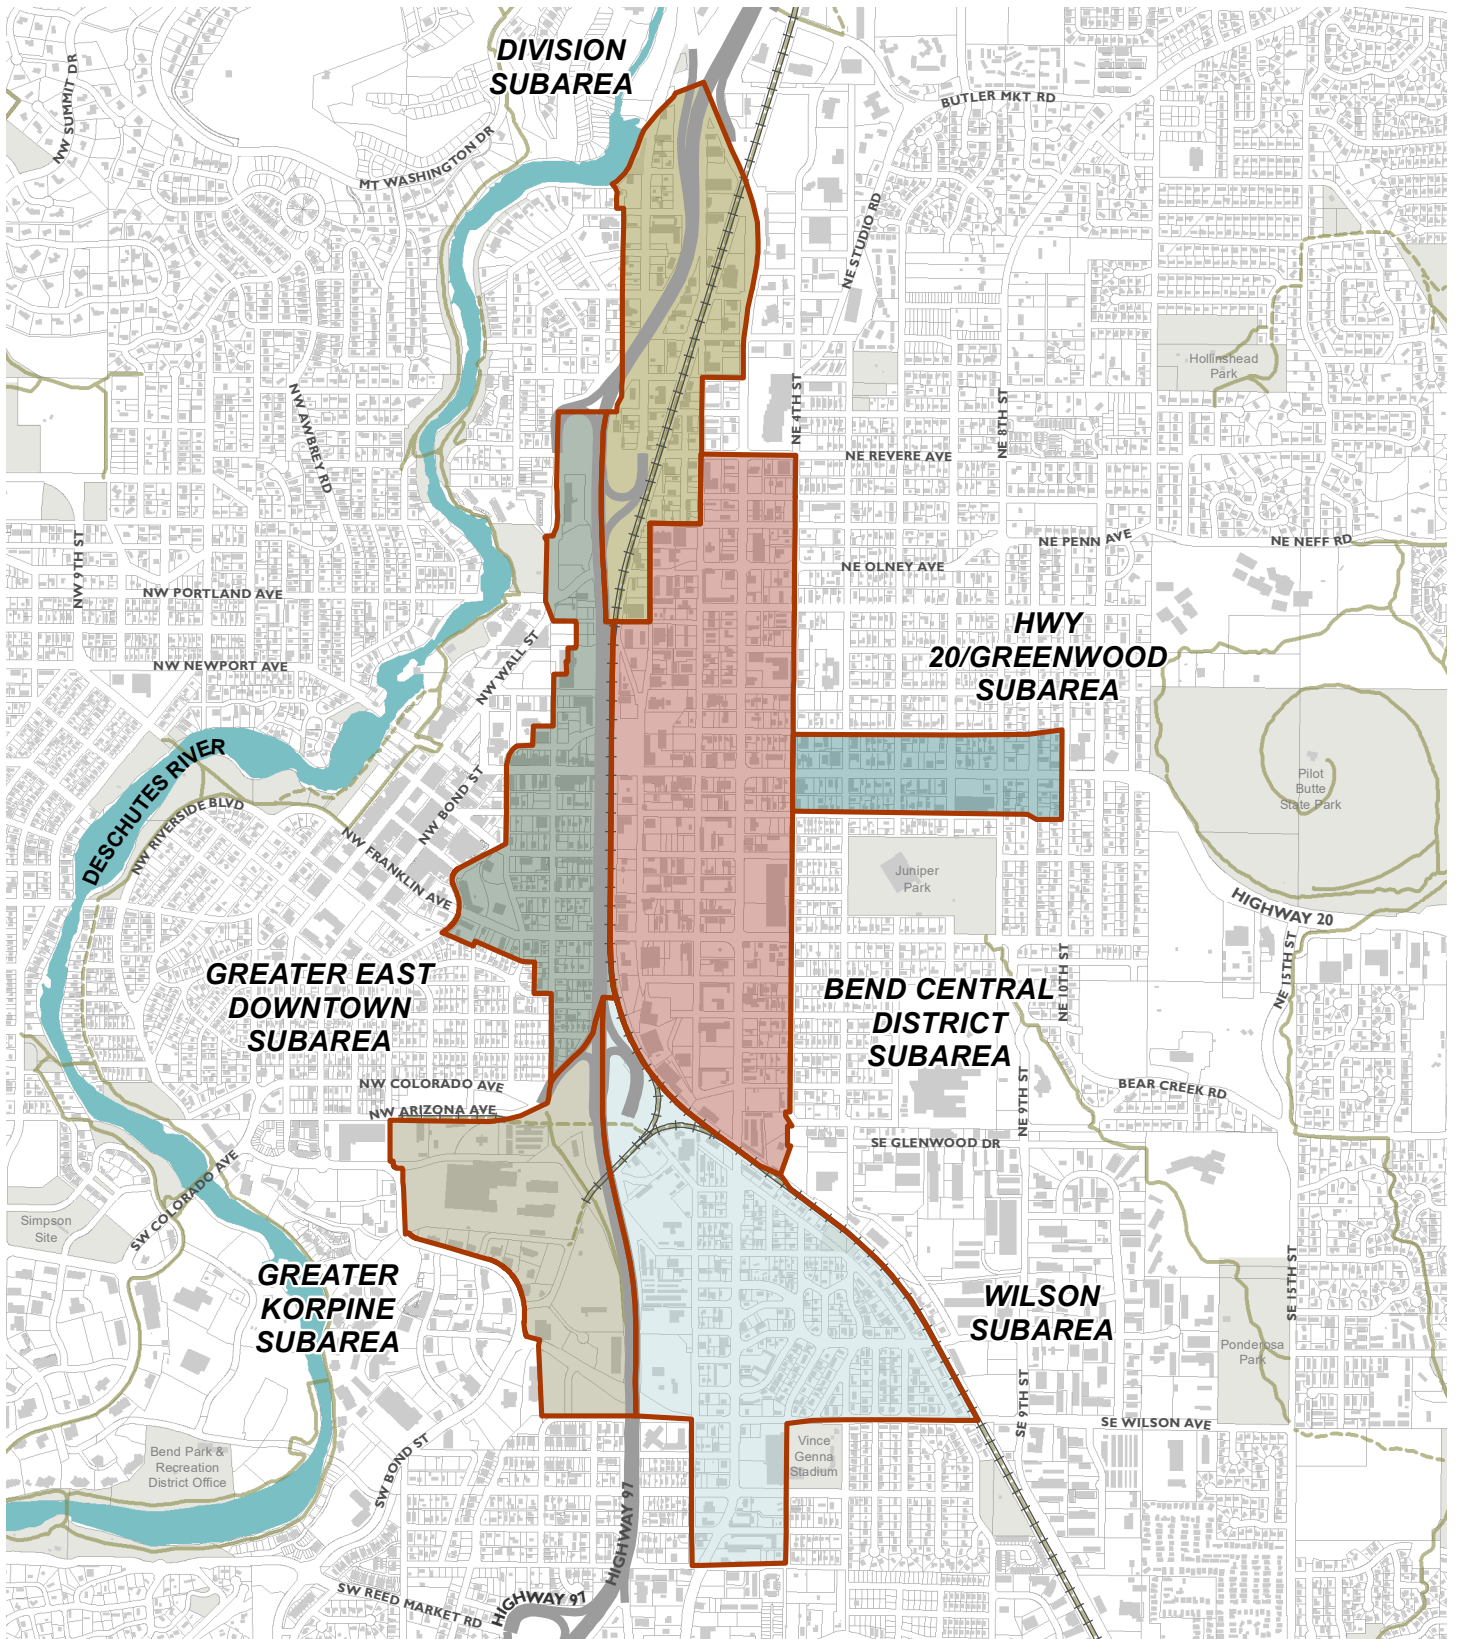 DIVISION
SUBAREA
NW SUMMIT DR
BUTLER MKT RD
MT WASHINGTON DR
NE STUDIO RD
Hollinshead
Park
NW AWBREY RD
NE 4TH ST
NE 8TH ST
NE REVERE AVE
NE PENN AVE
NE NEFF RD
NW 9TH ST
NE OLNEY AVE
NW PORTLAND AVE
HWY
20/GREENWOOD
SUBAREA
NW WALL ST
NW NEWPORT AVE
DESCHUTES RIVER
NW BOND ST
Pilot
Butte
State Park
NW RIVERSIDE BLVD
NW FRANKLIN AVE
Juniper
Park
HIGHWAY 20
NE 15TH ST
GREATER EAST
DOWNTOWN
SUBAREA
NE 10TH ST
BEND CENTRAL
DISTRICT
SUBAREA
NW COLORADO AVE
NW ARIZONA AVE
NE 9TH ST
BEAR CREEK RD
SE GLENWOOD DR
SW COLORADO AVE
Simpson
Site
GREATER
KORPINE
SUBAREA
WILSON
SUBAREA
SE 15TH ST
Ponderosa
Park
SE 9TH ST
SE WILSON AVE
Vince
Genna
Stadium
Bend Park &
Recreation
District Office
SW BOND ST
HIGHWAY 97
HIGHWAY 97
SW REED MARKET RD